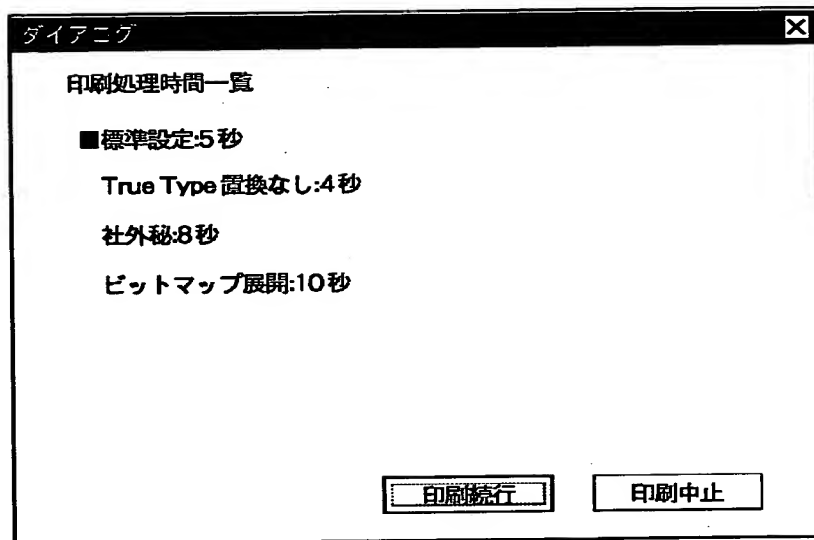 ダイアニグ
印刷処理時間一覧
■標準設定:5秒
True Type 置換なし:4秒
社外秘:8秒
ビットマップ展開:10秒
印刷続行
印刷中止